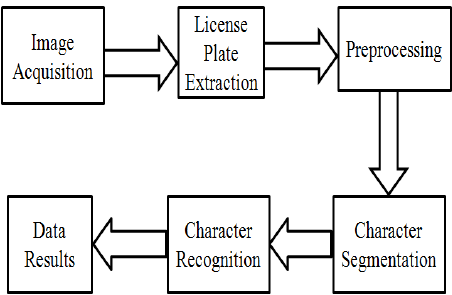 Image
Acquisition
License
Plate
Extraction
Preprocessing
Character
Segmentation
Character
Recognition
Data
Results